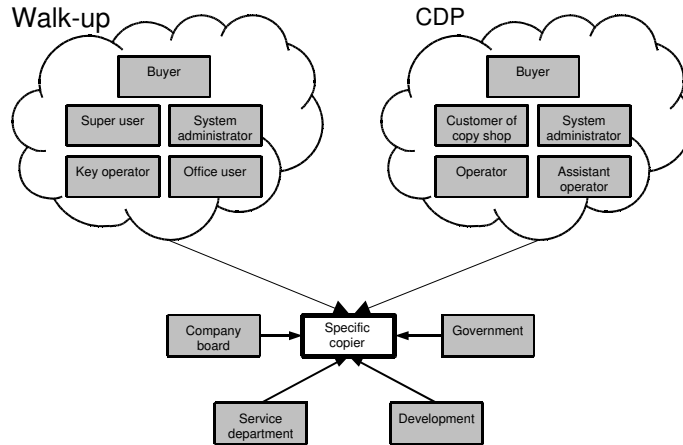 Walk-up
CDP
Buyer
Buyer
Super user
System
administrator
Customer of
copy shop
System
administrator
Key operator
Office user
Operator
Assistant
operator
Company
board
Specific
copier
Government
Service
department
Development